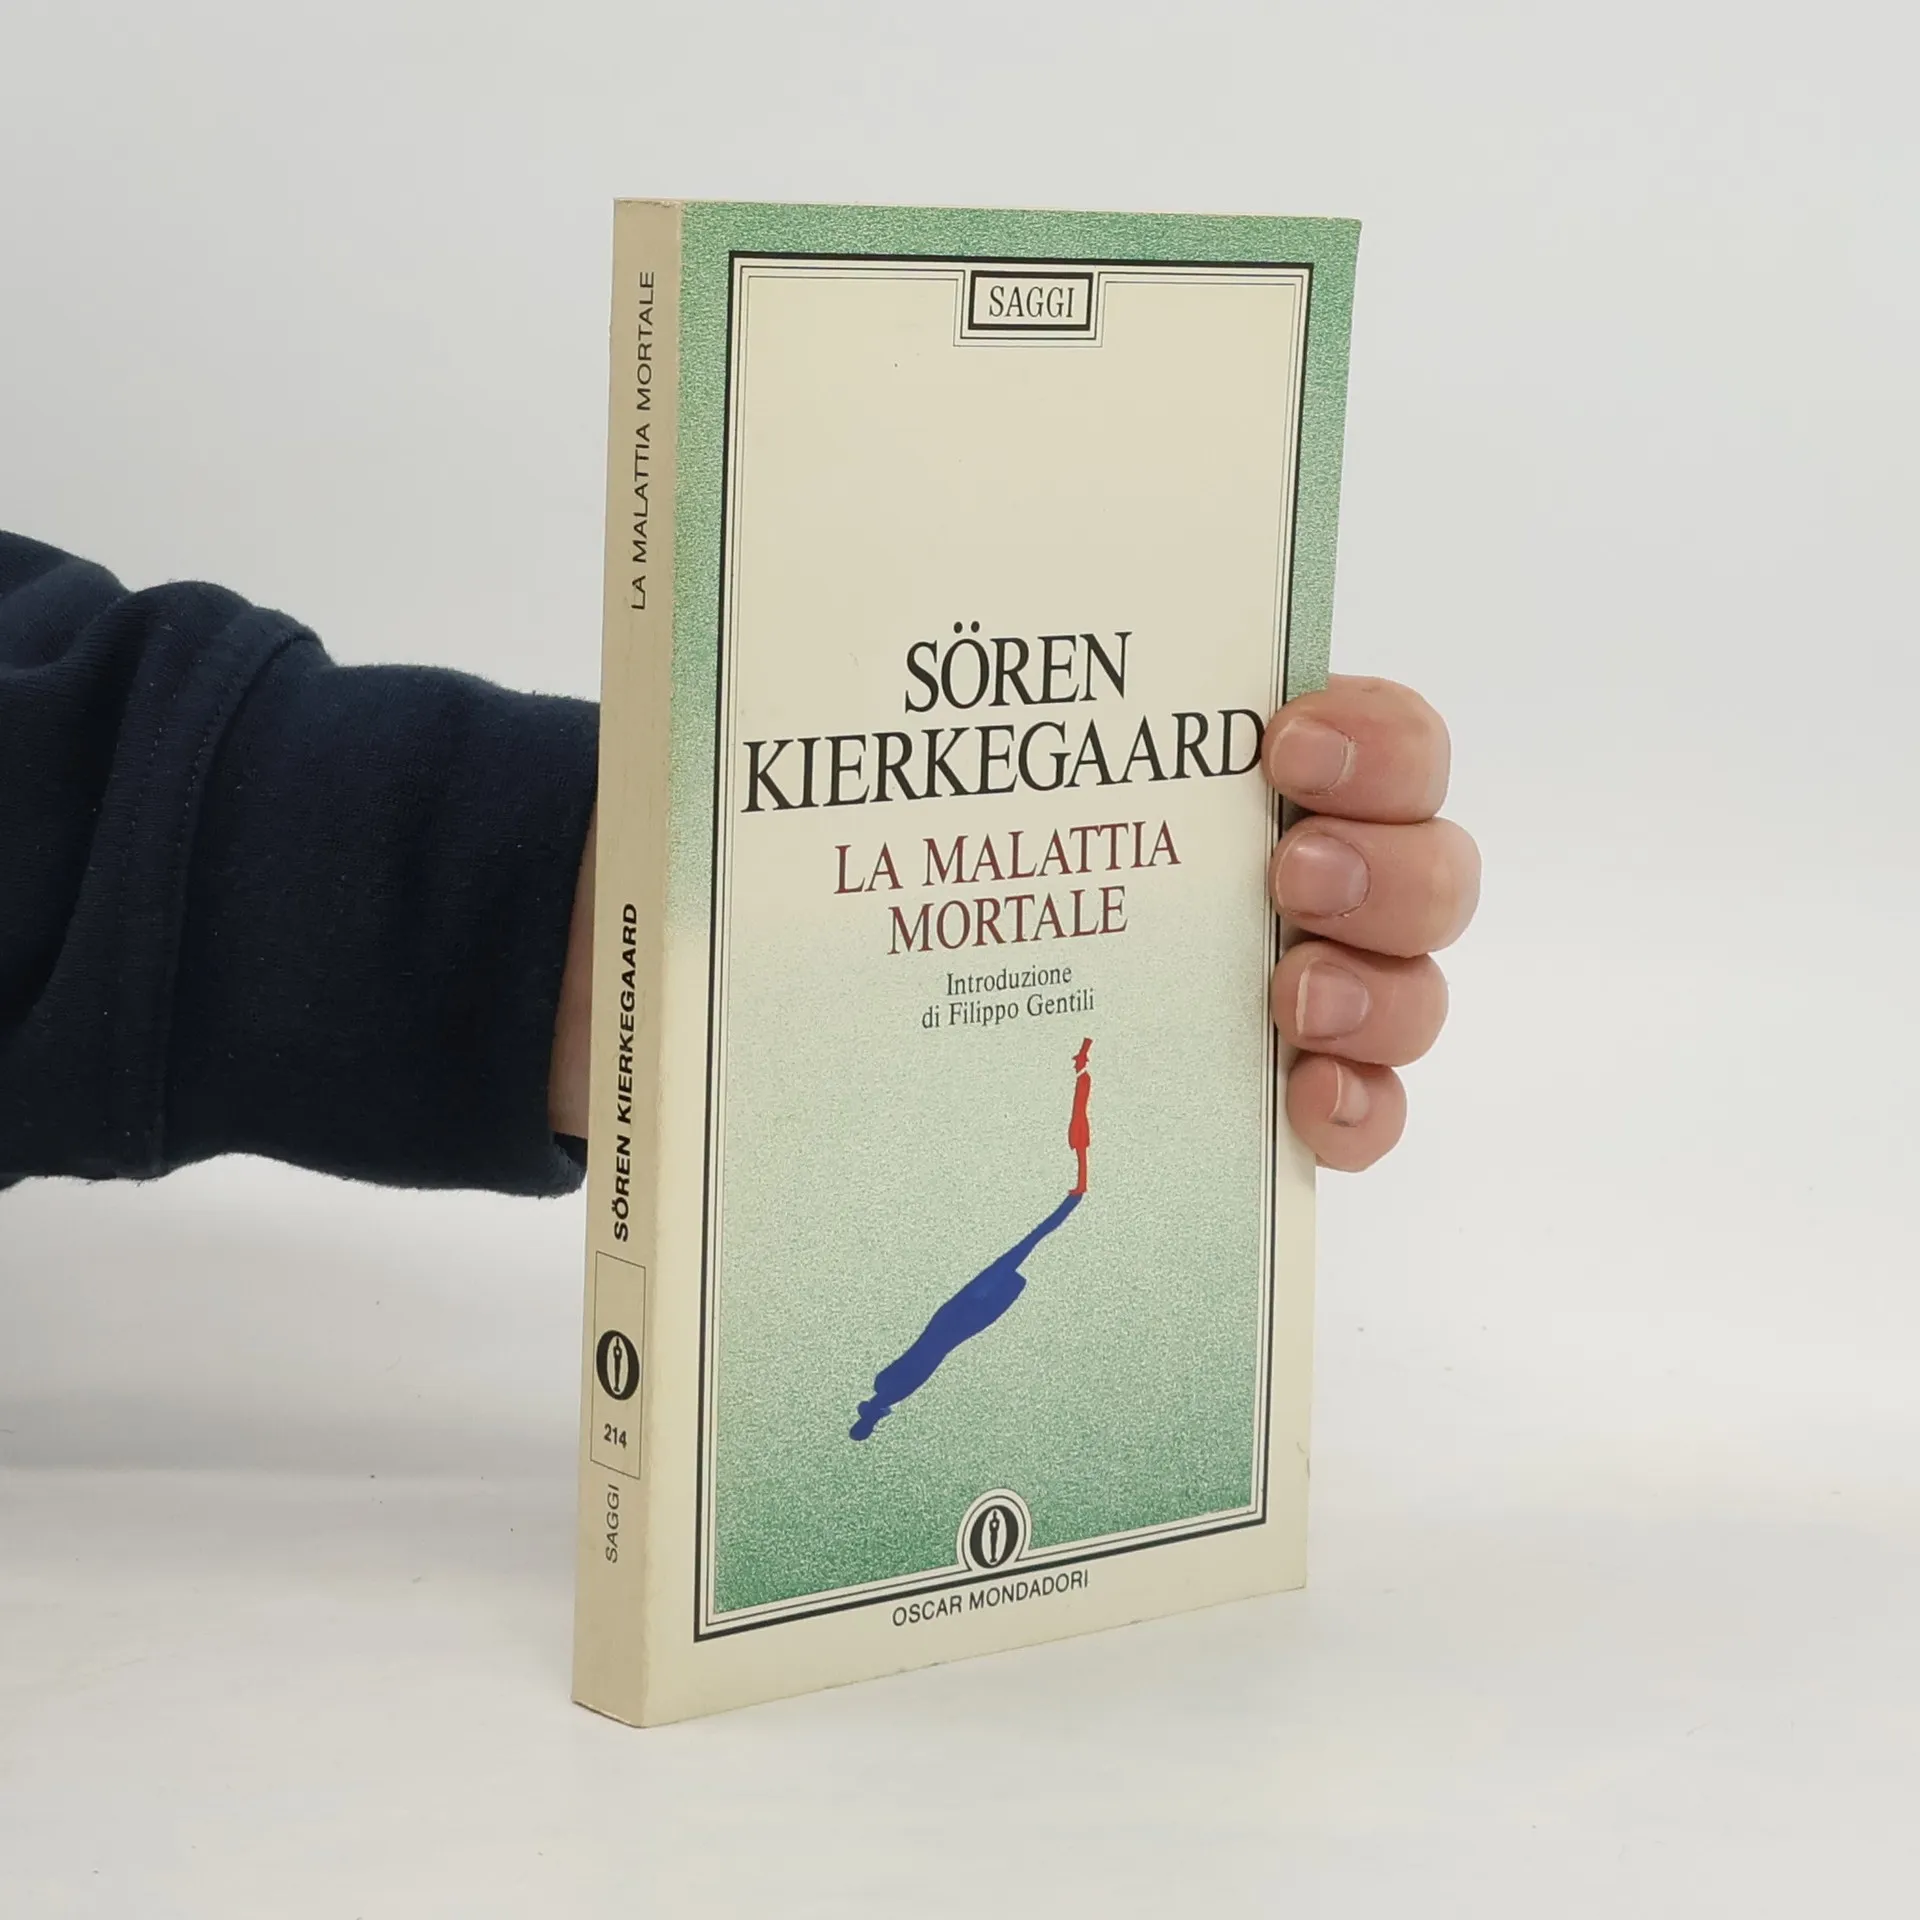 LA MALATTIA MORTALE
SÖREN KIERKEGAARD
214
SAGGI
SAGGI
SÖREN
KIERKEGAARD
LA MALATTIA
MORTALE
Introduzione
di Filippo Gentili
OSCAR MONDADORI